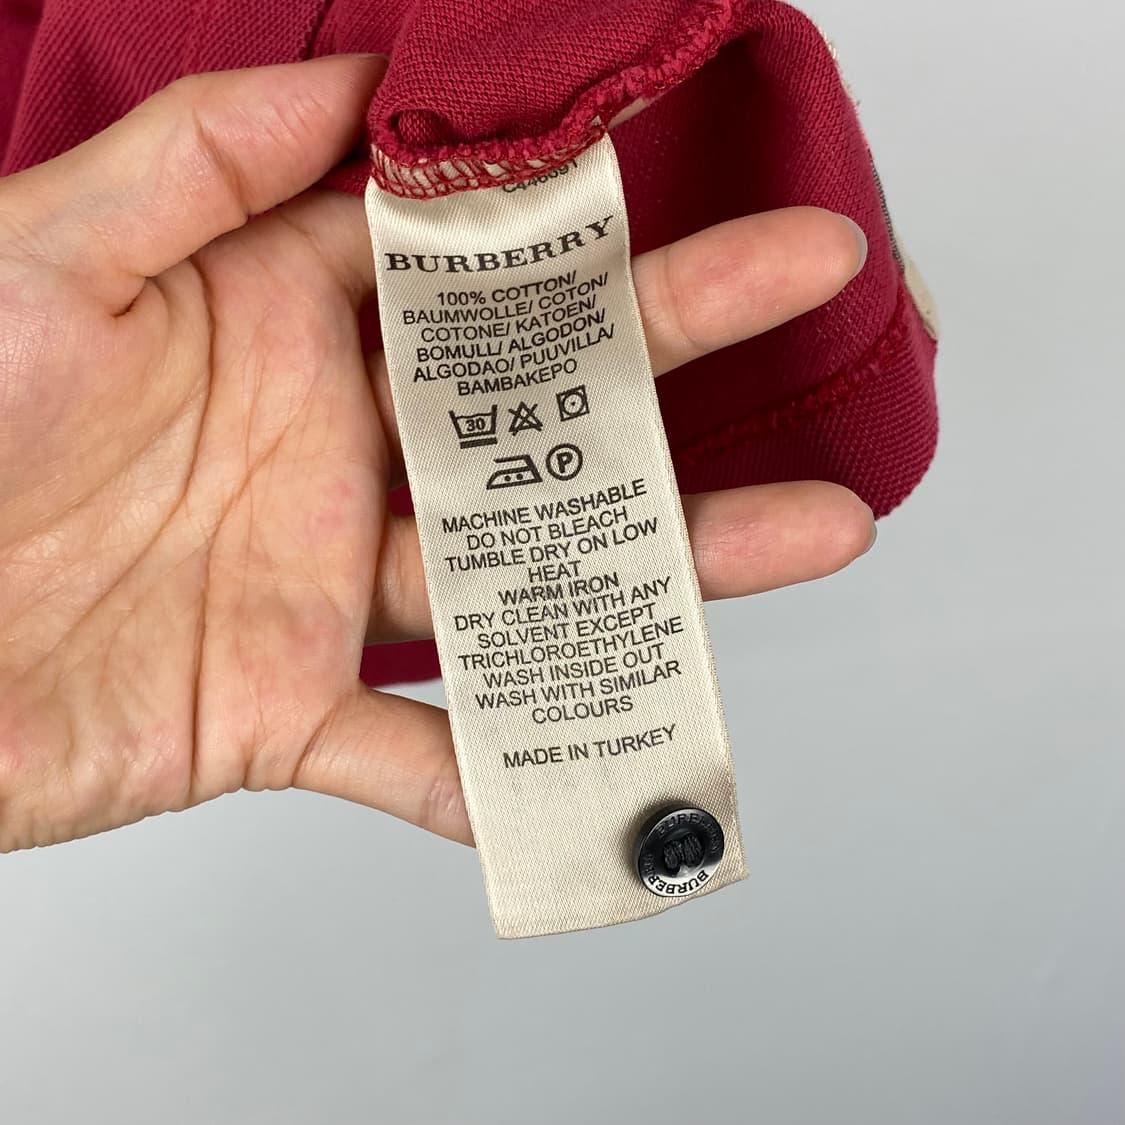 BURBERRY
100% COTTON/
BAUMWOLLE/ COTON/
COTONE/ KATOEN/
BOMULL/ ALGODON/
ALGODAO/ PUUVILLA/
BAMBAKEPO
30
P
MACHINE WASHABLE
DO NOT BLEACH
TUMBLE DRY ON LOW
HEAT
WARM IRON
DRY CLEAN WITH ANY
SOLVENT EXCEPT
TRICHLOROETHYLENE
WASH INSIDE OUT
WASH WITH SIMILAR
COLOURS
MADE IN TURKEY
BURBERRY